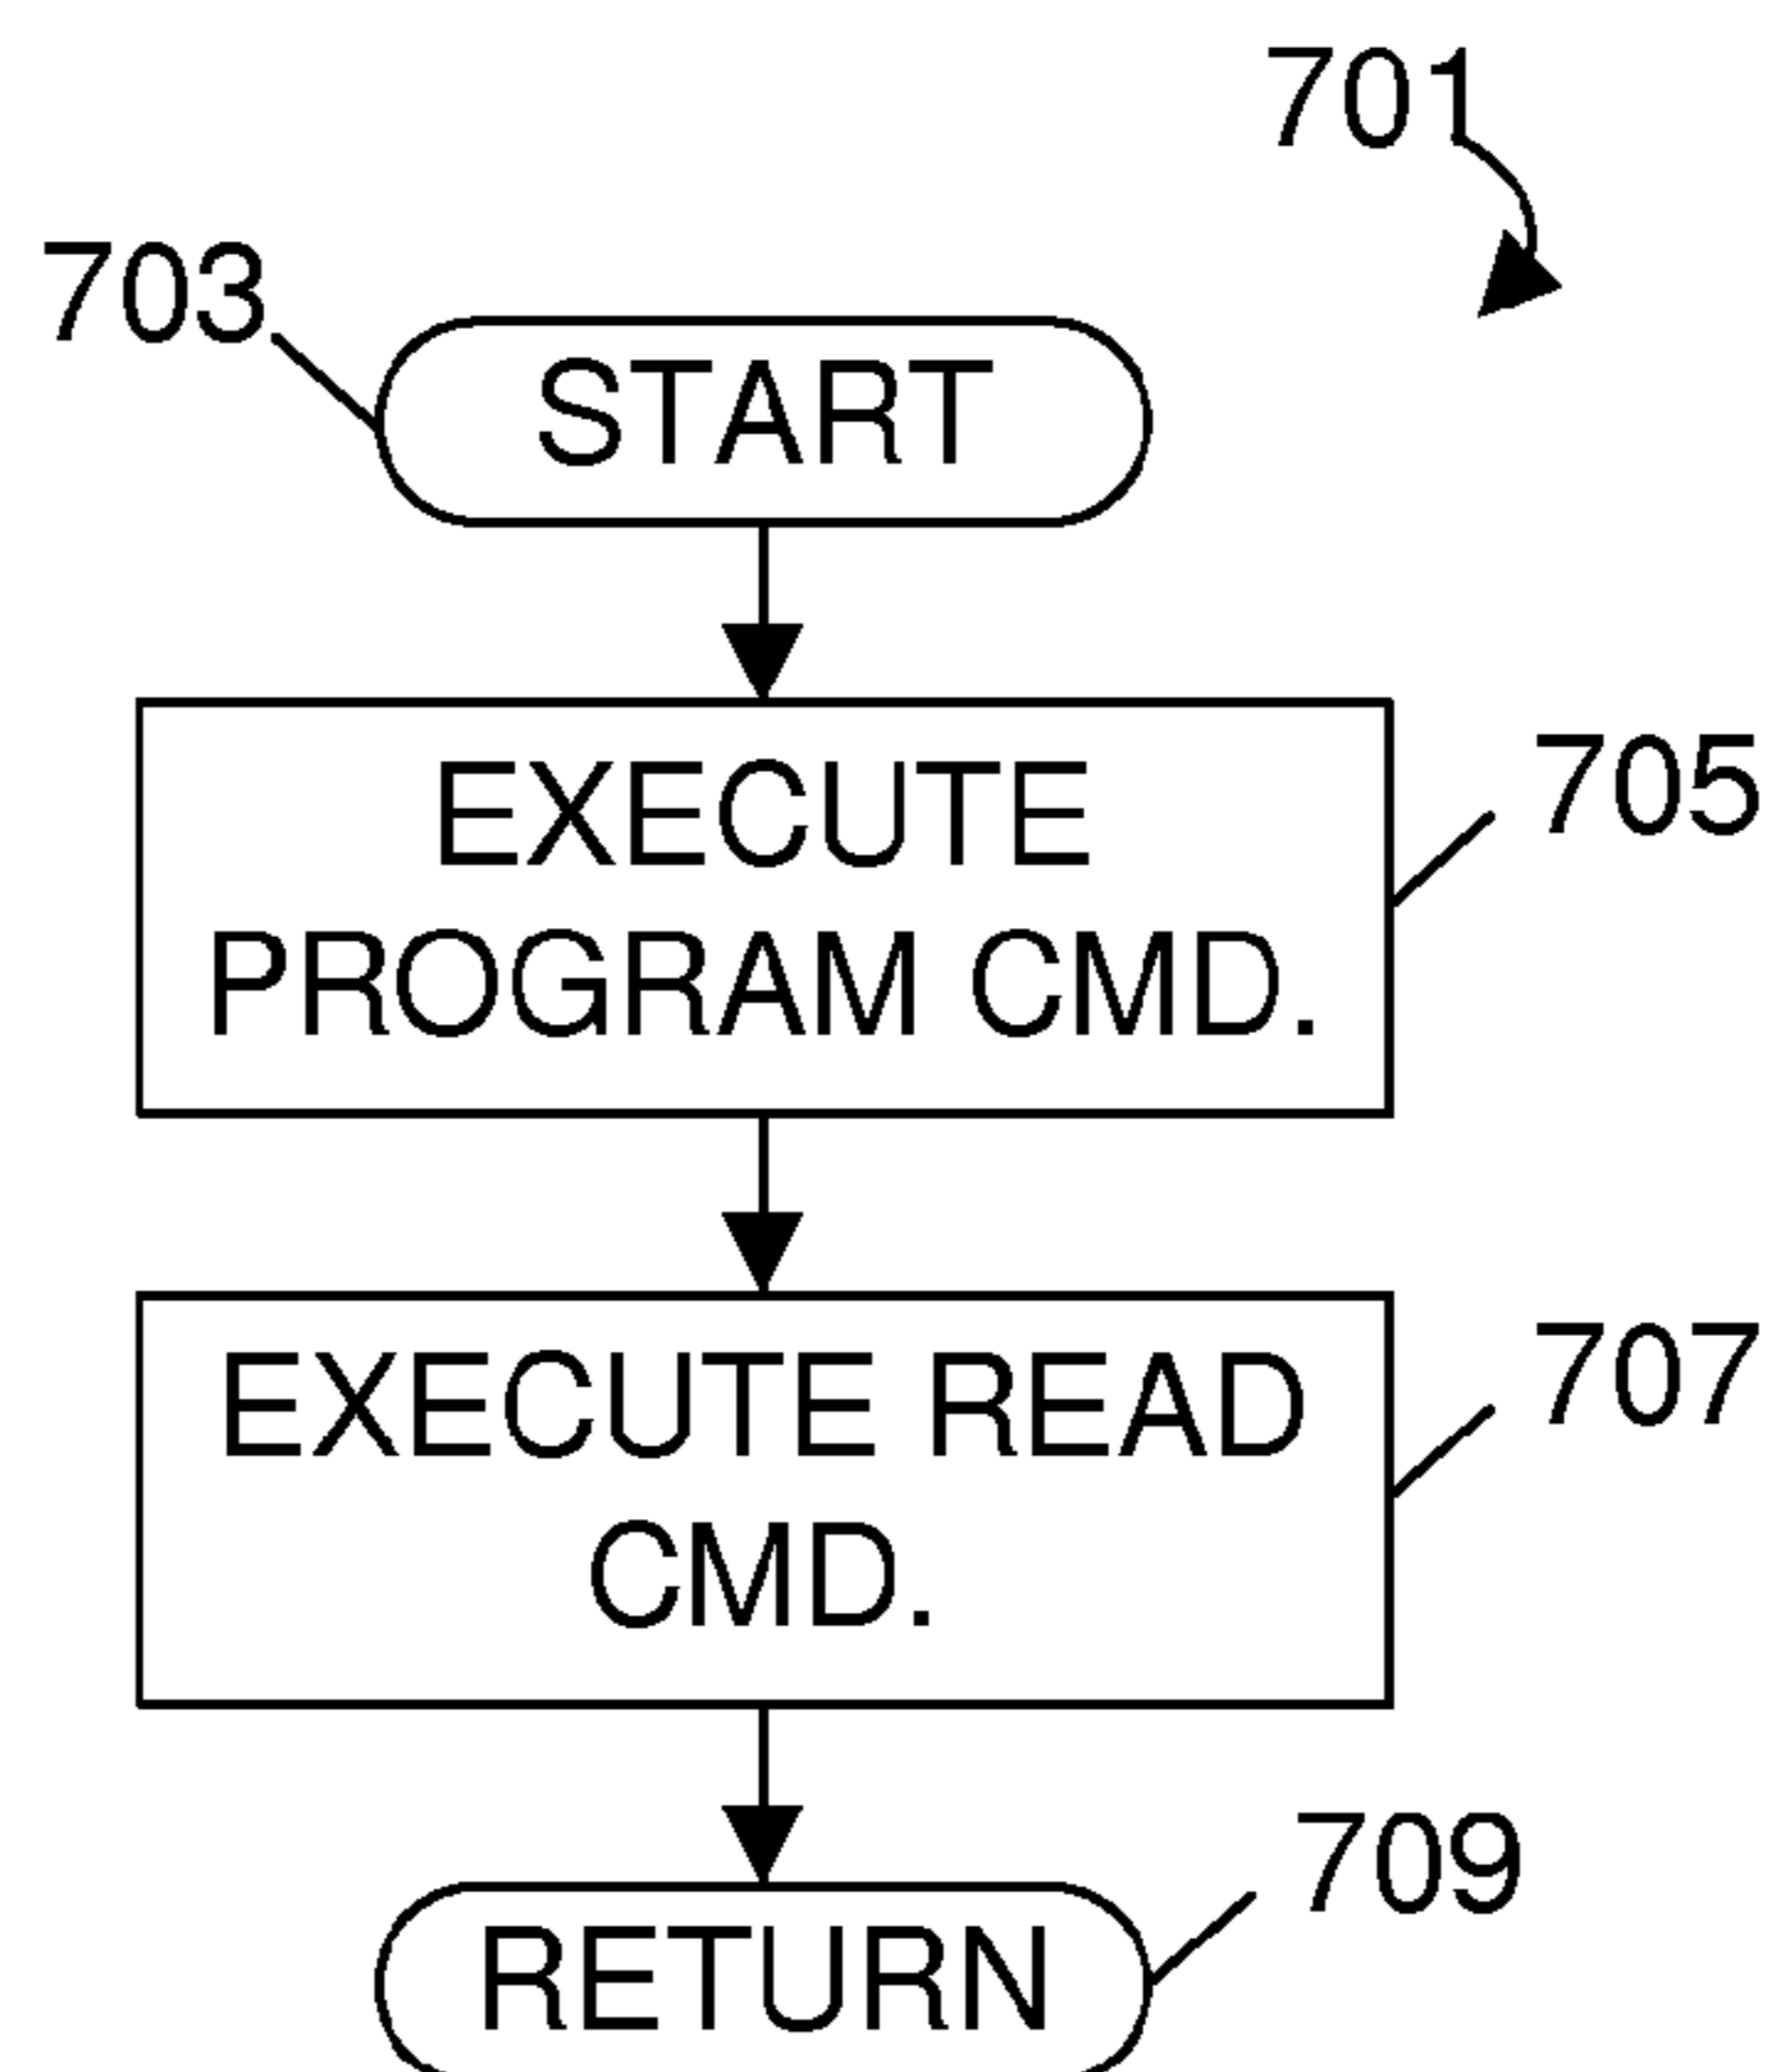 701
703
START
EXECUTE
705
PROGRAM CMD.
EXECUTE READ
707
CMD.
709
RETURN